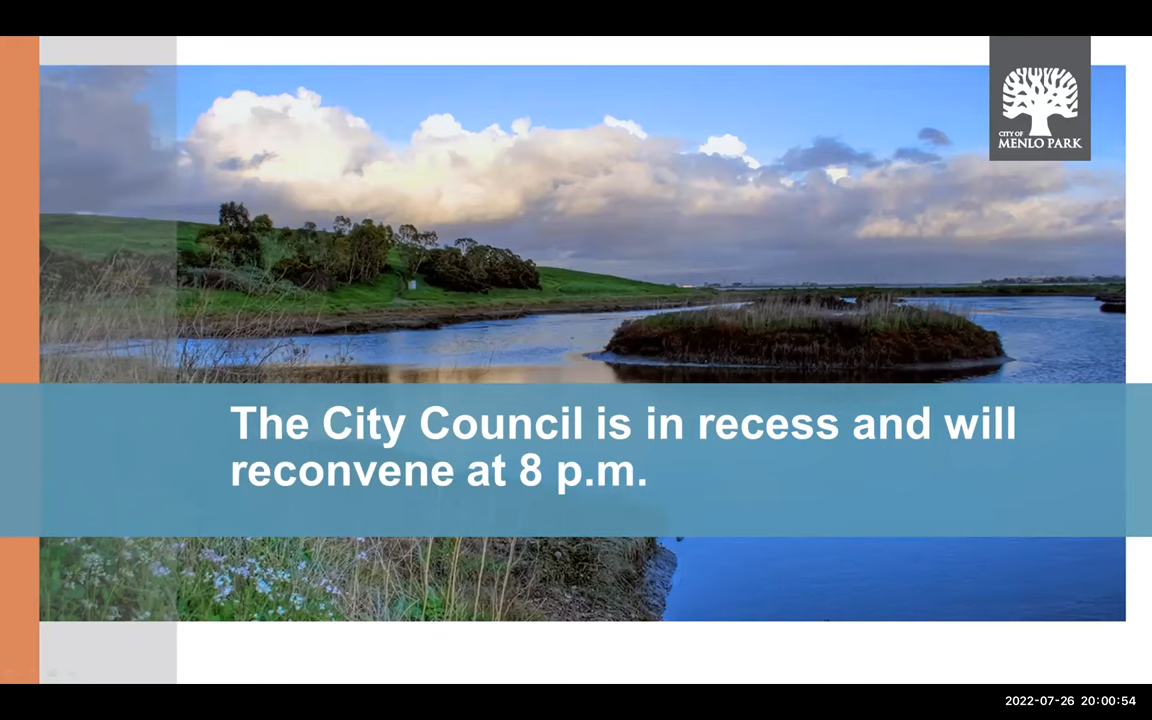 CITY OF
MENLO PARK
The City Council is in recess and will
reconvene at 8 p.m.
2022-07-26 20:00:54